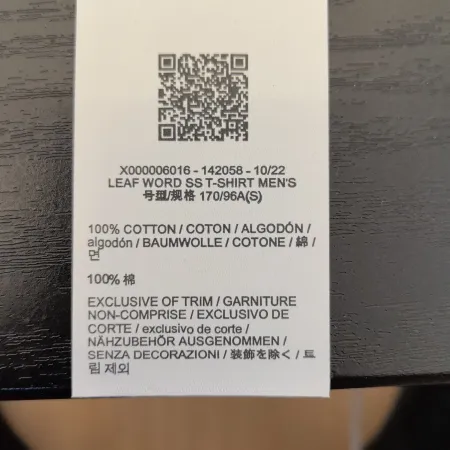 X000006016 - 142058 - 10/22
LEAF WORD SS T-SHIRT MEN'S
号型/规格 170/96A(S)
100% COTTON / COTON / ALGODÓN /
algodón / BAUMWOLLE / COTONE / 綿 /
면
100% 棉
EXCLUSIVE OF TRIM / GARNITURE
NON-COMPRISE / EXCLUSIVO DE
CORTE / exclusivo de corte /
NÄHZUBEHÖR AUSGENOMMEN /
SENZA DECORAZIONI / 装飾を除く / 트
림 제외